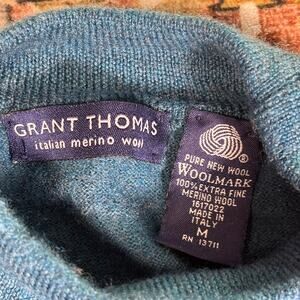 GRANT THOMAS
italian merino wool
®
PURE NEW WOOL
WOOLMARK
100% EXTRA FINE
MERINO WOOL
1617022
MADE IN
ITALY
M
RN 13711